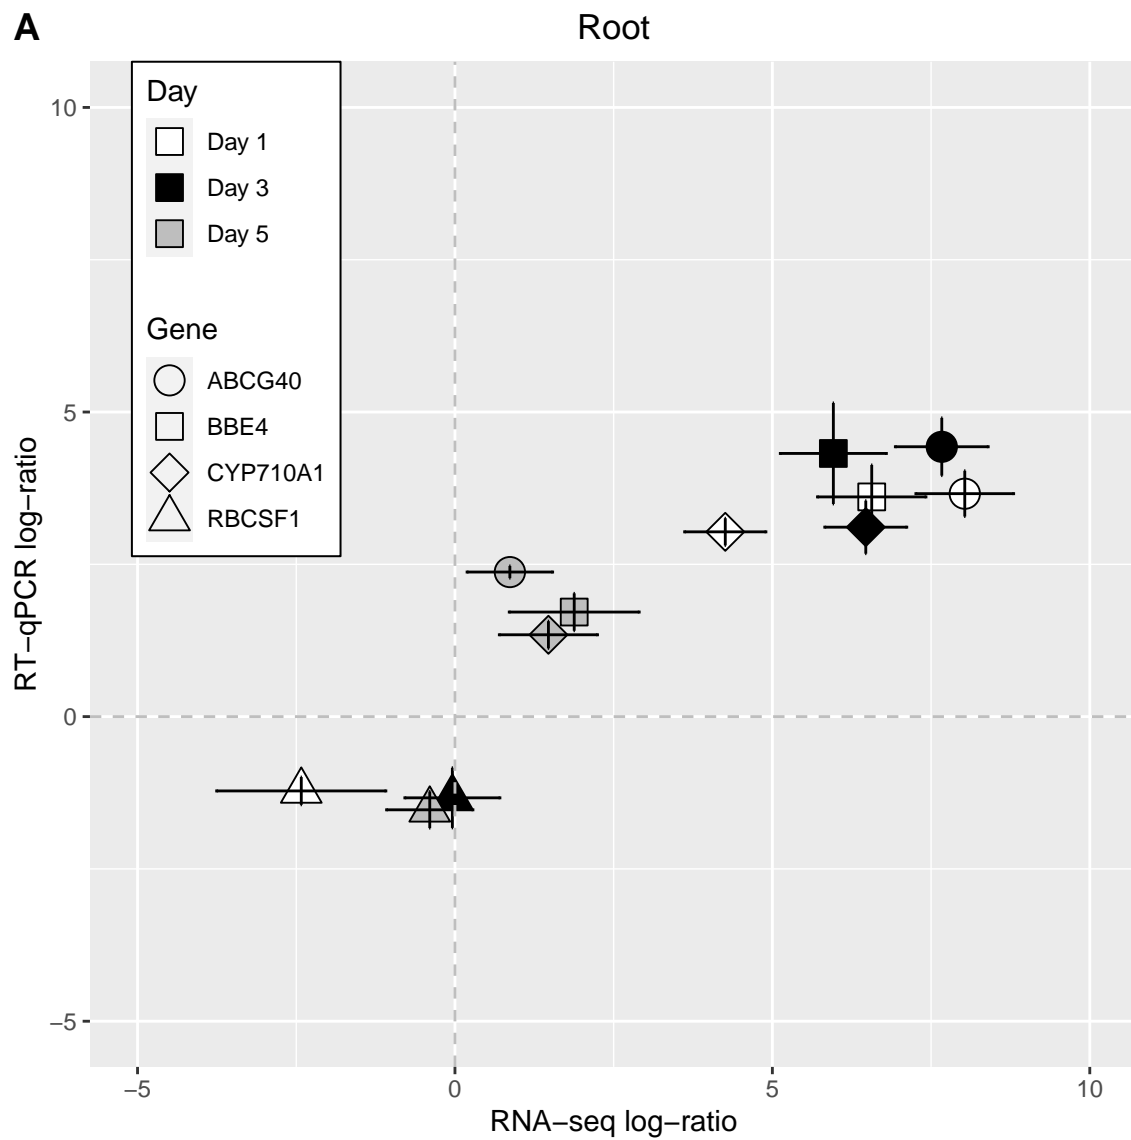 A
Root
Day
Day 1
Day 3
Day 5
Gene
ABCG40
BBE4
CYP710A1
RBCSF1
10
5
0
−5
RT−qPCR log−ratio
−5
0
5
10
RNA−seq log−ratio